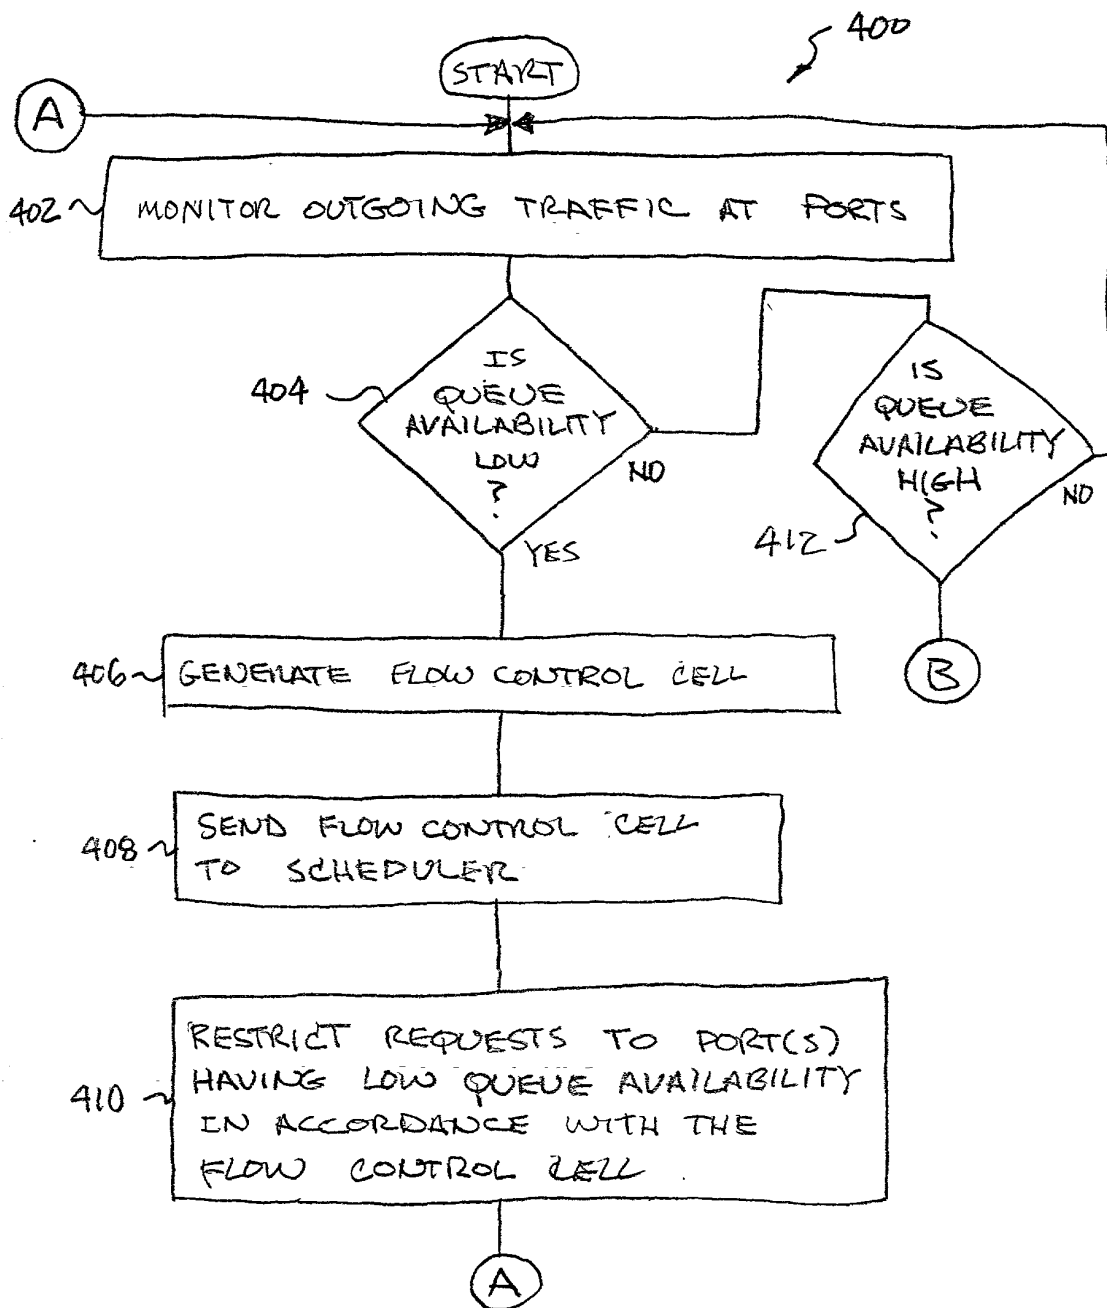 400
START
A
402
MONITOR OUTGOING TRAFFIC AT PORTS
IS
QUEUE
AVAILABILITY
LOW
?
404
NO
YES
IS
QUEUE
AVAILABILITY
HIGH
?
412
NO
B
406
GENERATE FLOW CONTROL CELL
408
SEND FLOW CONTROL CELL
TO SCHEDULER
410
RESTRICT REQUESTS TO PORT(S)
HAVING LOW QUEUE AVAILABILITY
IN ACCORDANCE WITH THE
FLOW CONTROL CELL
A